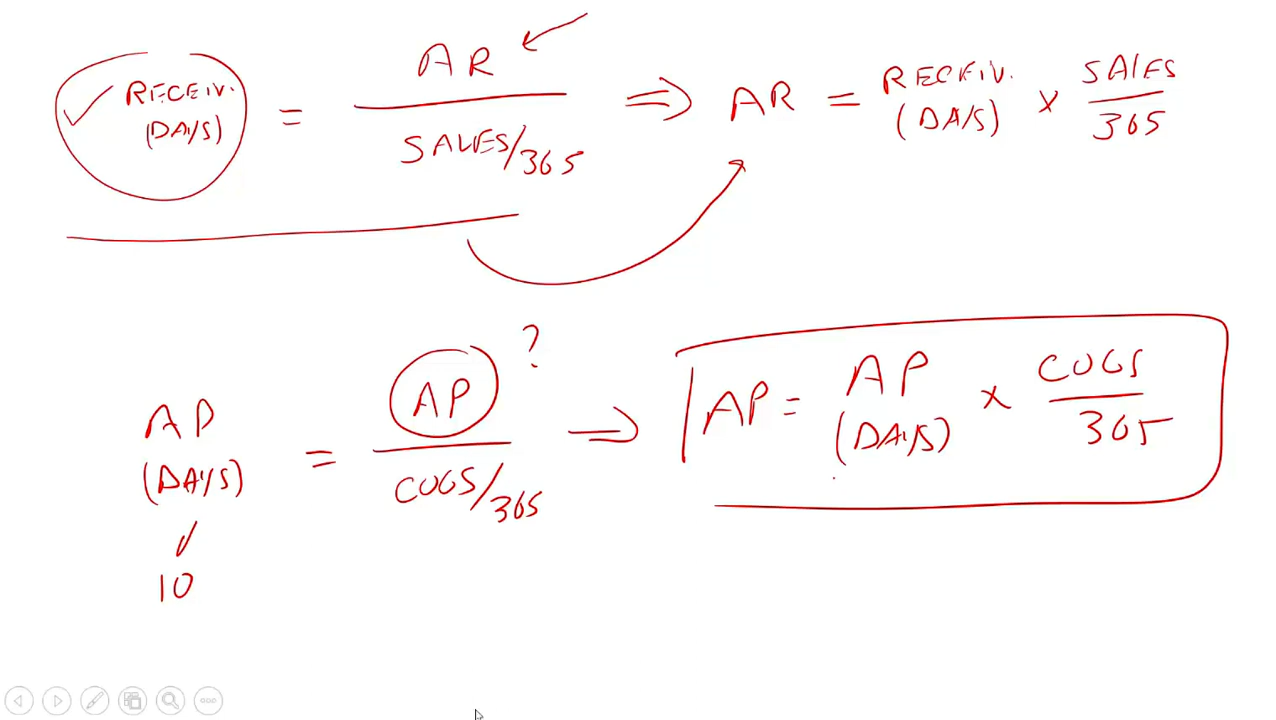 RECEIV. (DAYS) = AR / SALES/365 ⇒ AR = RECEIV. (DAYS) × SALES / 365
?
AP (DAYS) = AP / COGS/365 ⇒ AP = AP (DAYS) × COGS / 365
10